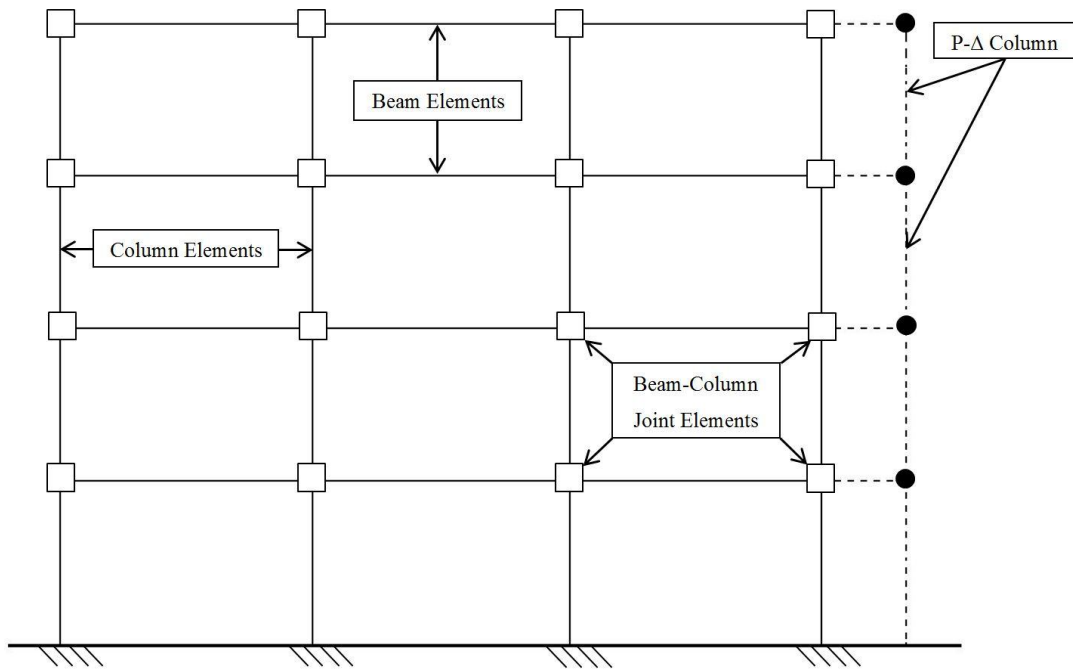 P-Δ Column
Beam Elements
Column Elements
Beam-Column
Joint Elements